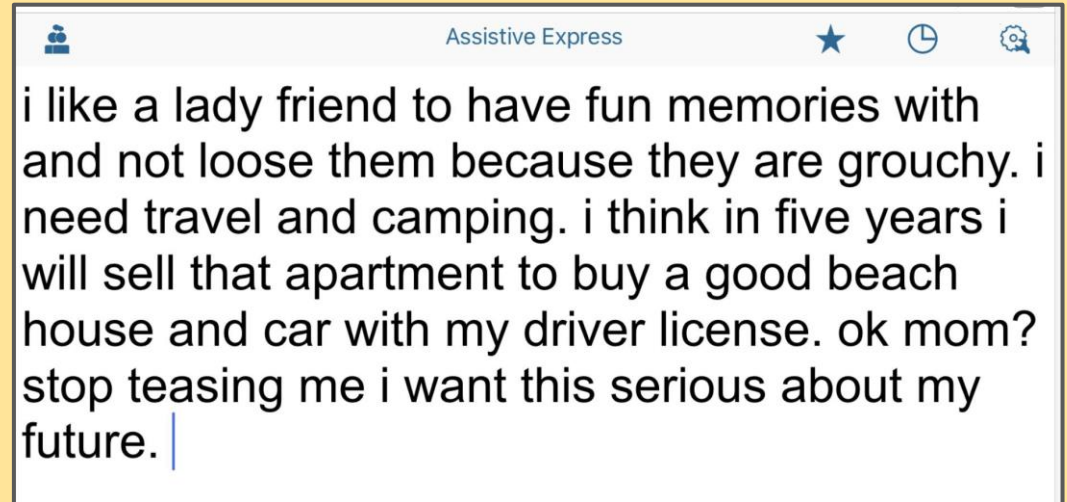 Assistive Express
i like a lady friend to have fun memories with
and not loose them because they are grouchy. i
need travel and camping. i think in five years i
will sell that apartment to buy a good beach
house and car with my driver license. ok mom?
stop teasing me i want this serious about my
future.